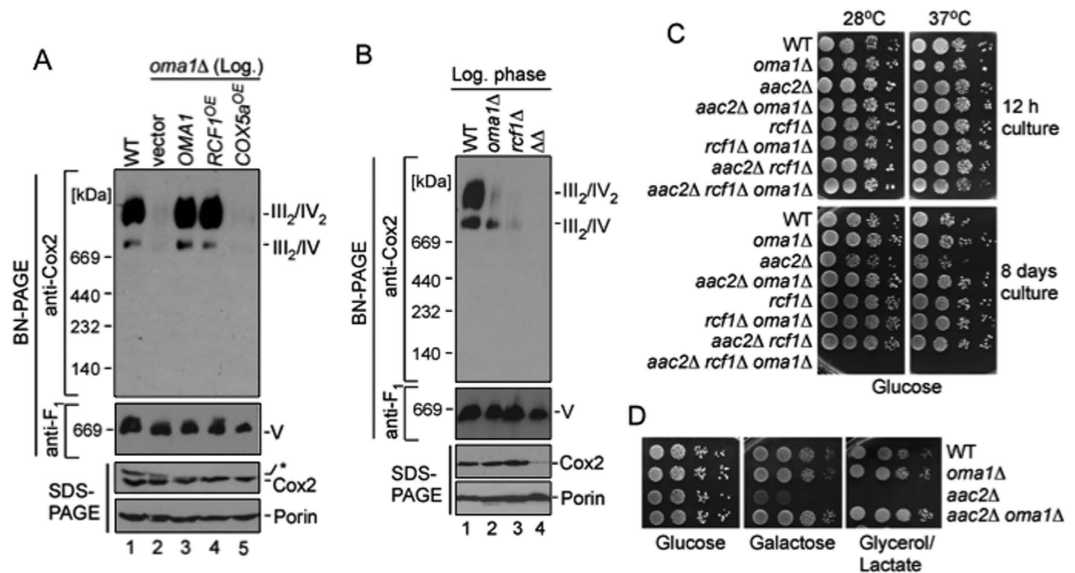 A
oma1Δ (Log.)
WT
vector
OMA1
RCF1OE
COX5aOE
BN-PAGE
anti-Cox2
[kDa]
669
440
232
140
III2/IV2
III2/IV
anti-F1
669
V
SDS-PAGE
*
Cox2
Porin
1 2 3 4 5
B
Log. phase
WT
oma1Δ
rcf1Δ
ΔΔ
BN-PAGE
anti-Cox2
[kDa]
669
440
232
140
III2/IV2
III2/IV
anti-F1
669
V
SDS-PAGE
Cox2
Porin
1 2 3 4
C
28°C 37°C
WT
oma1Δ
aac2Δ
aac2Δ oma1Δ
rcf1Δ
rcf1Δ oma1Δ
aac2Δ rcf1Δ
aac2Δ rcf1Δ oma1Δ
12 h
culture
WT
oma1Δ
aac2Δ
aac2Δ oma1Δ
rcf1Δ
rcf1Δ oma1Δ
aac2Δ rcf1Δ
aac2Δ rcf1Δ oma1Δ
8 days
culture
Glucose
D
WT
oma1Δ
aac2Δ
aac2Δ oma1Δ
Glucose
Galactose
Glycerol/
Lactate